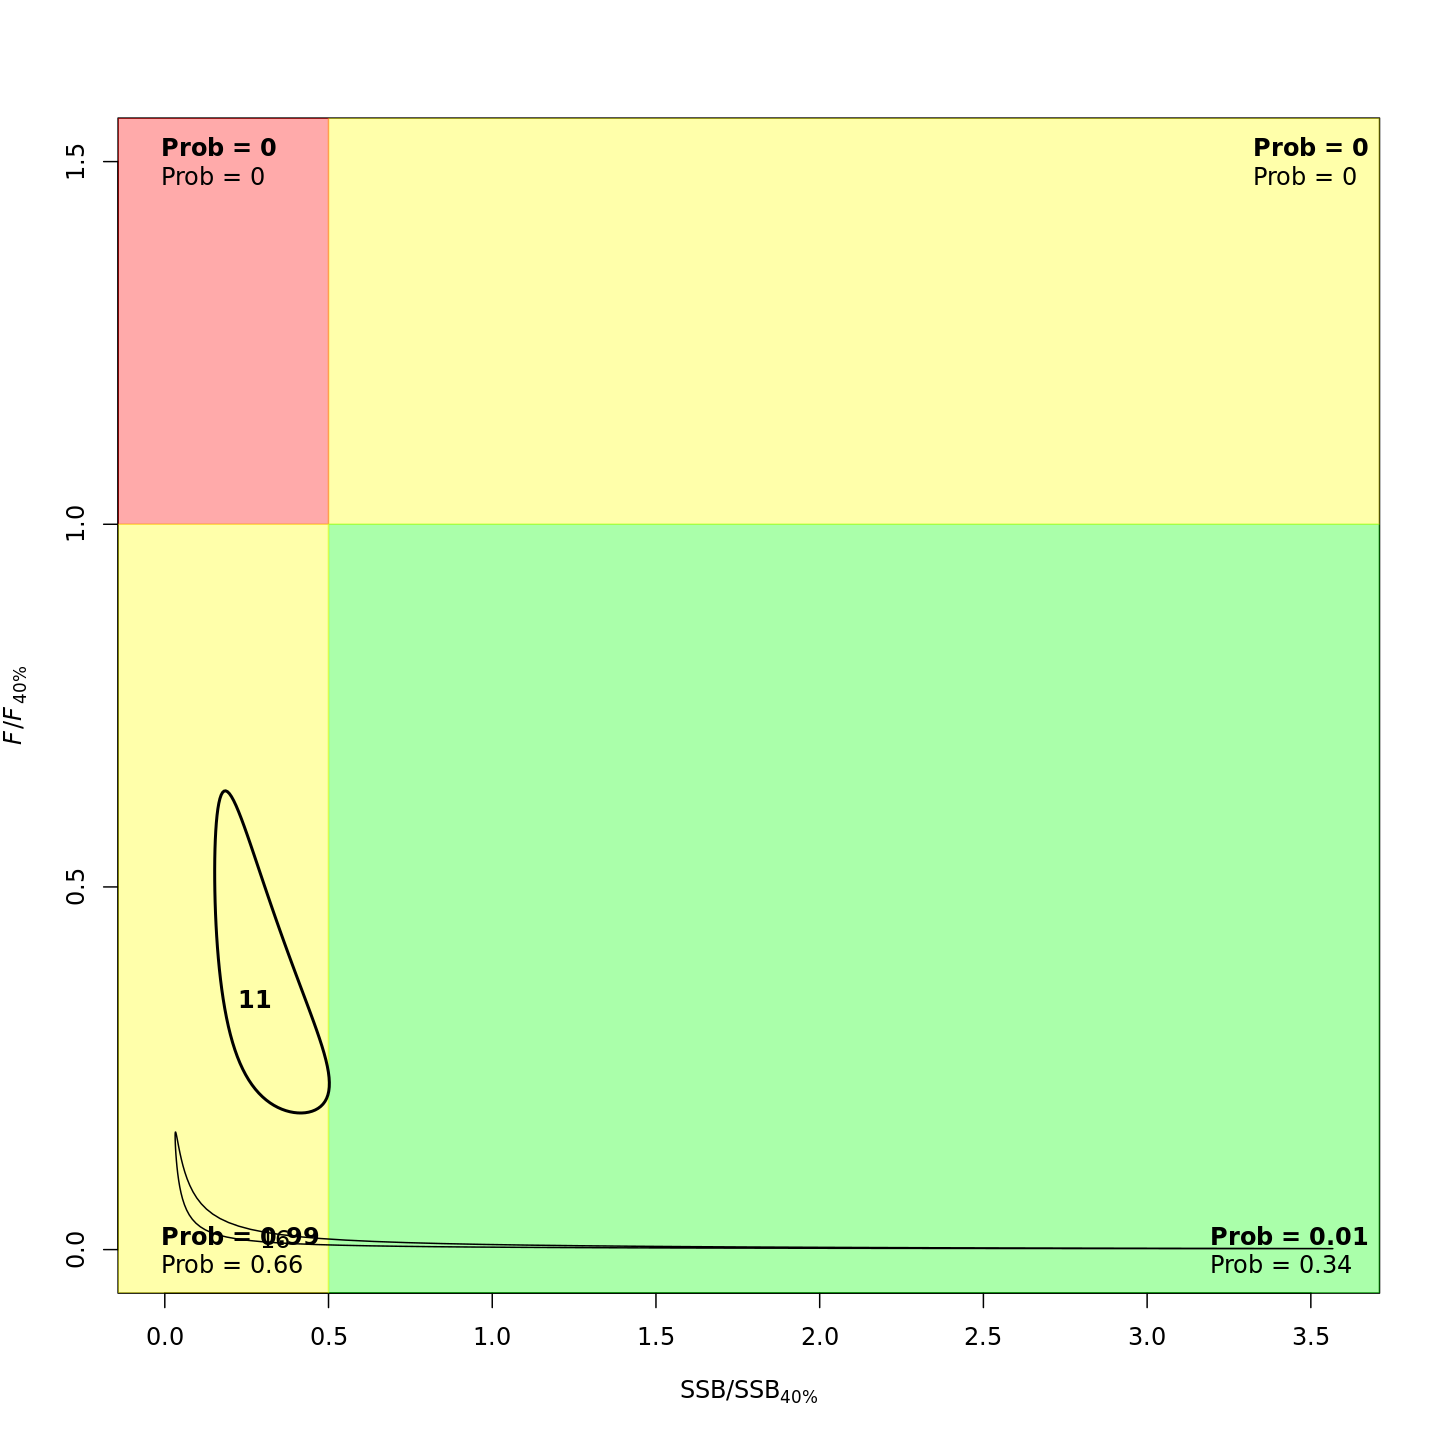 Prob = 0
Prob = 0
Prob = 0
Prob = 0
1.5
1.0
0.5
0.0
F/F40%
11
16
Prob = 0.99
Prob = 0.66
Prob = 0.01
Prob = 0.34
0.0 0.5 1.0 1.5 2.0 2.5 3.0 3.5
SSB/SSB40%